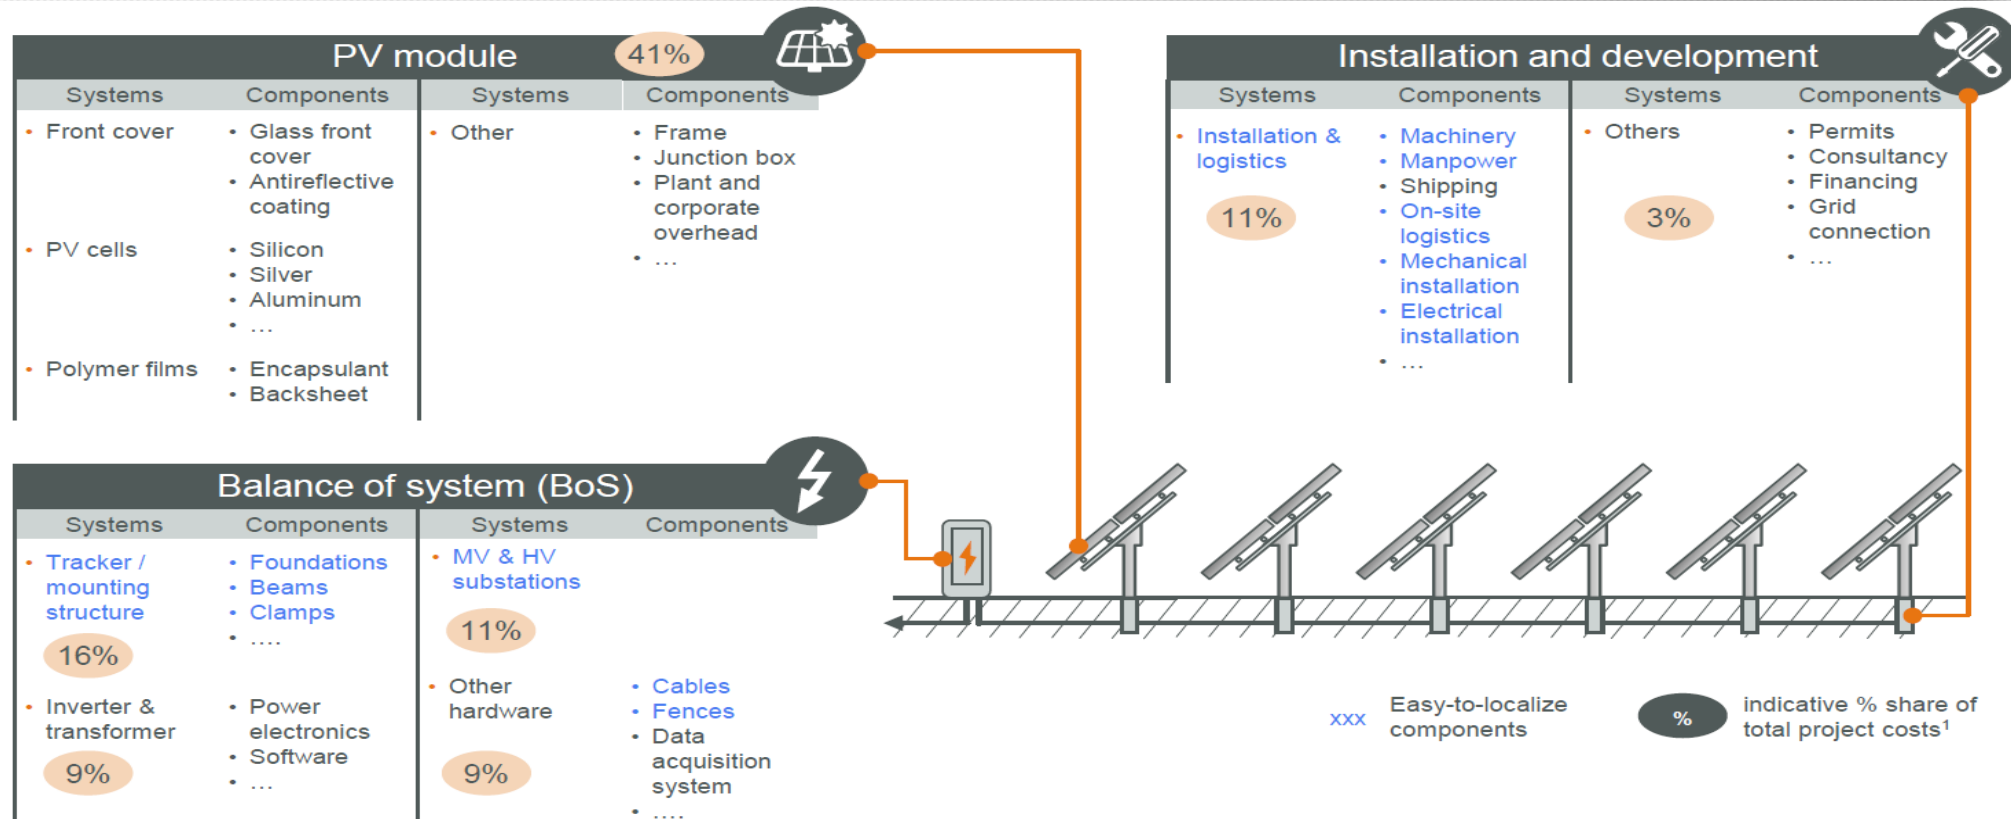 PV module 41%
Systems Components Systems Components
• Front cover
• Glass front
cover
• Antireflective
coating
• PV cells
• Silicon
• Silver
• Aluminum
• ...
• Polymer films
• Encapsulant
• Backsheet
• Other
• Frame
• Junction box
• Plant and
corporate
overhead
• ...
Installation and development
Systems Components Systems Components
• Installation &
logistics
11%
• Machinery
• Manpower
• Shipping
• On-site
logistics
• Mechanical
installation
• Electrical
installation
• ...
• Others
3%
• Permits
• Consultancy
• Financing
• Grid
connection
• ...
Balance of system (BoS)
Systems Components Systems Components
• Tracker /
mounting
structure
16%
• Foundations
• Beams
• Clamps
• ....
• Inverter &
transformer
9%
• Power
electronics
• Software
• ...
• MV & HV
substations
11%
• Other
hardware
9%
• Cables
• Fences
• Data
acquisition
system
• ....
xxx Easy-to-localize
components
% indicative % share of
total project costs¹